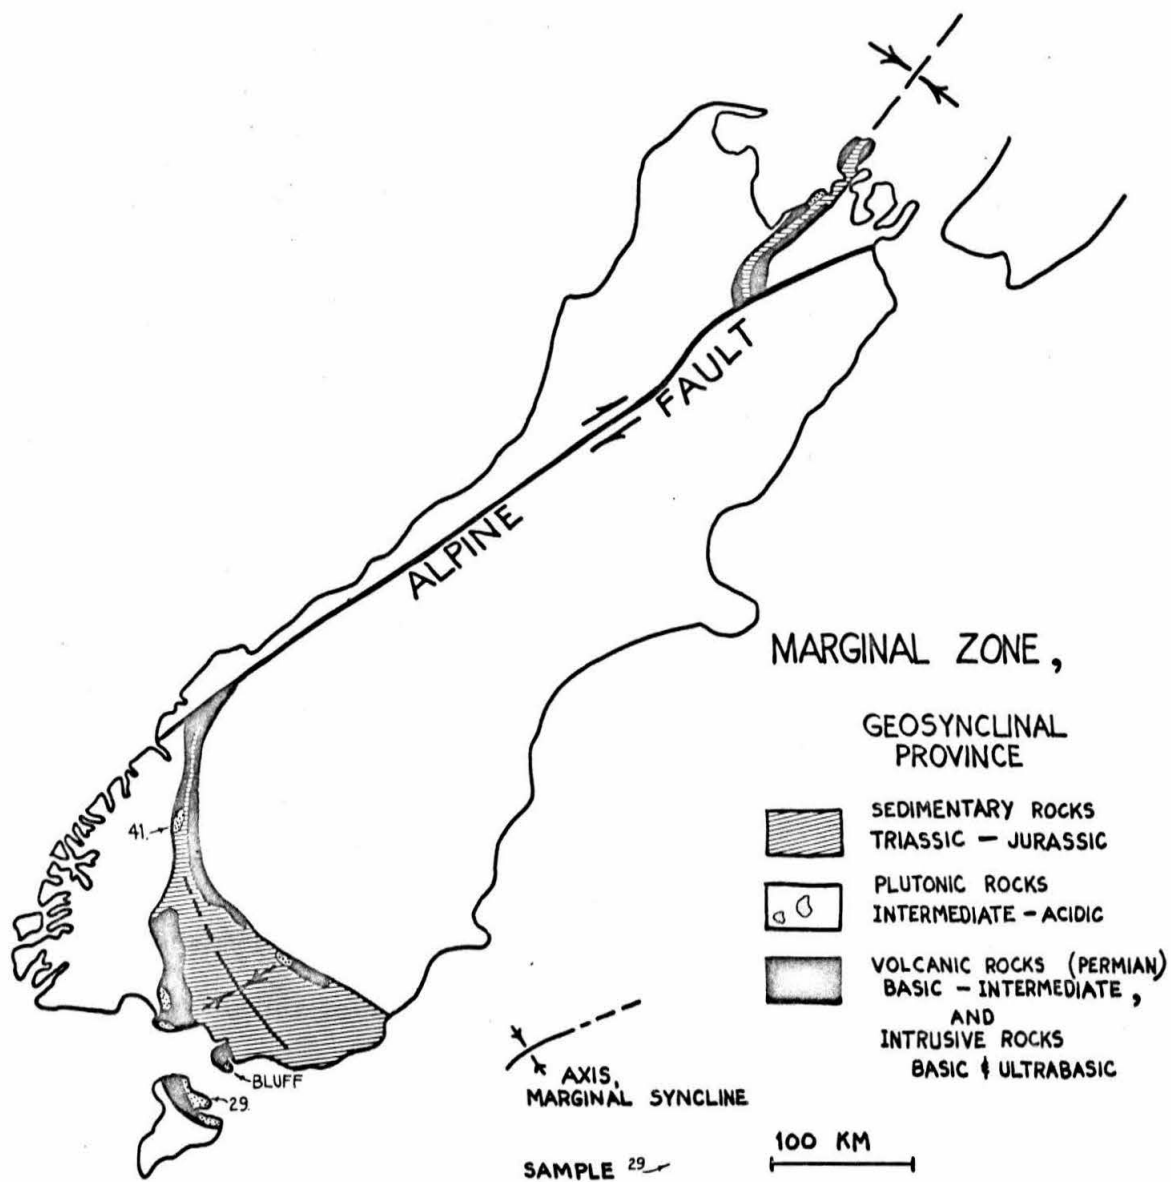 FAULT
ALPINE
MARGINAL ZONE,
GEOSYNCLINAL
PROVINCE
SEDIMENTARY ROCKS
TRIASSIC — JURASSIC
41.
PLUTONIC ROCKS
INTERMEDIATE - ACIDIC
VOLCANIC ROCKS (PERMIAN)
BASIC - INTERMEDIATE,
AND
INTRUSIVE ROCKS
BASIC & ULTRABASIC
BLUFF
29.
AXIS,
MARGINAL SYNCLINE
100 KM
SAMPLE 29